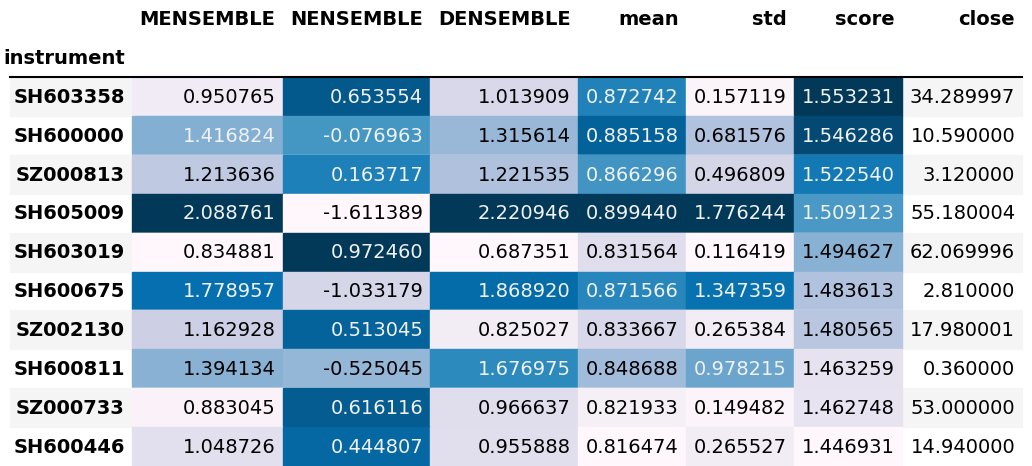 MENSEMBLE NENSEMBLE DENSEMBLE mean std score close
instrument
SH603358 0.950765 0.653554 1.013909 0.872742 0.157119 1.553231 34.289997
SH600000 1.416824 -0.076963 1.315614 0.885158 0.681576 1.546286 10.590000
SZ000813 1.213636 0.163717 1.221535 0.866296 0.496809 1.522540 3.120000
SH605009 2.088761 -1.611389 2.220946 0.899440 1.776244 1.509123 55.180004
SH603019 0.834881 0.972460 0.687351 0.831564 0.116419 1.494627 62.069996
SH600675 1.778957 -1.033179 1.868920 0.871566 1.347359 1.483613 2.810000
SZ002130 1.162928 0.513045 0.825027 0.833667 0.265384 1.480565 17.980001
SH600811 1.394134 -0.525045 1.676975 0.848688 0.978215 1.463259 0.360000
SZ000733 0.883045 0.616116 0.966637 0.821933 0.149482 1.462748 53.000000
SH600446 1.048726 0.444807 0.955888 0.816474 0.265527 1.446931 14.940000